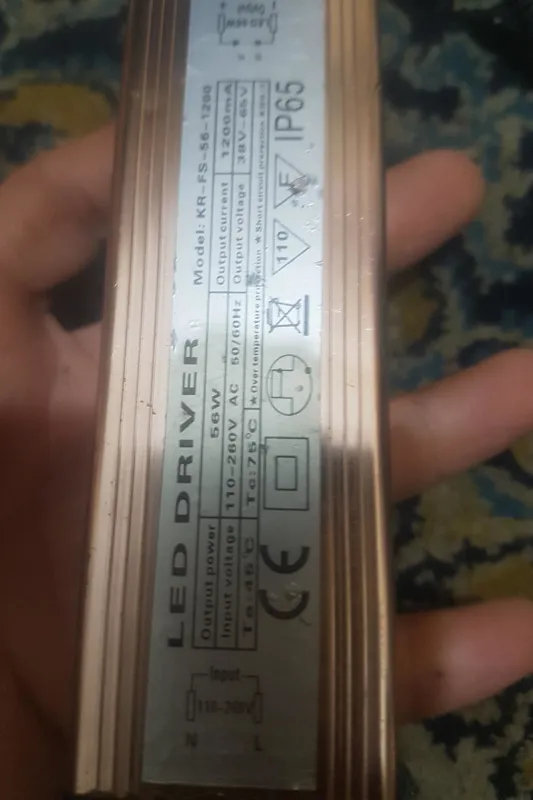 LED DRIVER
Model: KR-FS-56-1200
Output power 56W Output current 1200mA
Input voltage 110-260V AC 50/60Hz Output voltage 38V-65V
Ta:45°C Tc:75°C ★Over temperature protection ★Short circuit protection
CE 110 F IP65
Input
110-260V
N L